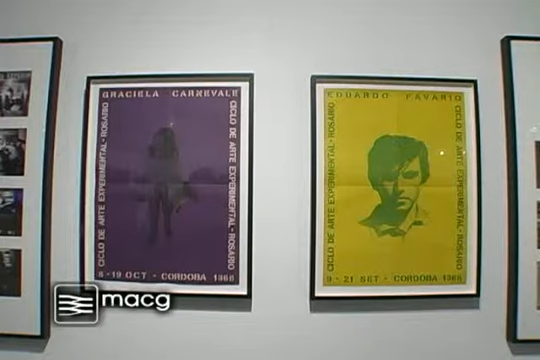 GRACIELA CARNEVALE
CICLO DE ARTE EXPERIMENTAL - ROSARIO
CICLO DE ARTE EXPERIMENTAL - ROSARIO
8-19 OCT - CORDOBA 1968
EDUARDO FAVARIO
CICLO DE ARTE EXPERIMENTAL - ROSARIO
CICLO DE ARTE EXPERIMENTAL - ROSARIO
9-21 SET - CORDOBA 1968
macg